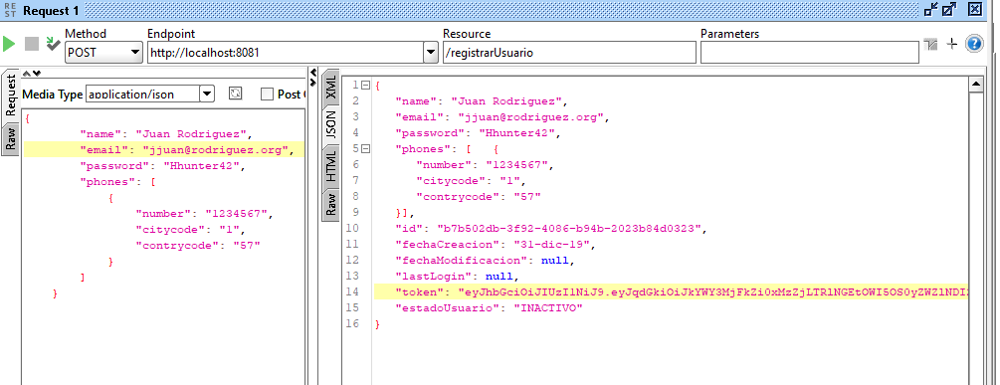 RE ST Request 1
Method Endpoint Resource Parameters
POST http://localhost:8081 /registrarUsuario
Request
Raw
Media Type application/json Post
{
"name": "Juan Rodriguez",
"email": "jjuan@rodriguez.org",
"password": "Hhunter42",
"phones": [
{
"number": "1234567",
"citycode": "1",
"contrycode": "57"
}
]
}
XML
JSON
HTML
Raw
1 {
2 "name": "Juan Rodriguez",
3 "email": "jjuan@rodriguez.org",
4 "password": "Hhunter42",
5 "phones": [ {
6 "number": "1234567",
7 "citycode": "1",
8 "contrycode": "57"
9 }],
10 "id": "b7b502db-3f92-4086-b94b-2023b84d0323",
11 "fechaCreacion": "31-dic-19",
12 "fechaModificacion": null,
13 "lastLogin": null,
14 "token":
15 "estadoUsuario": "INACTIVO"
16 }